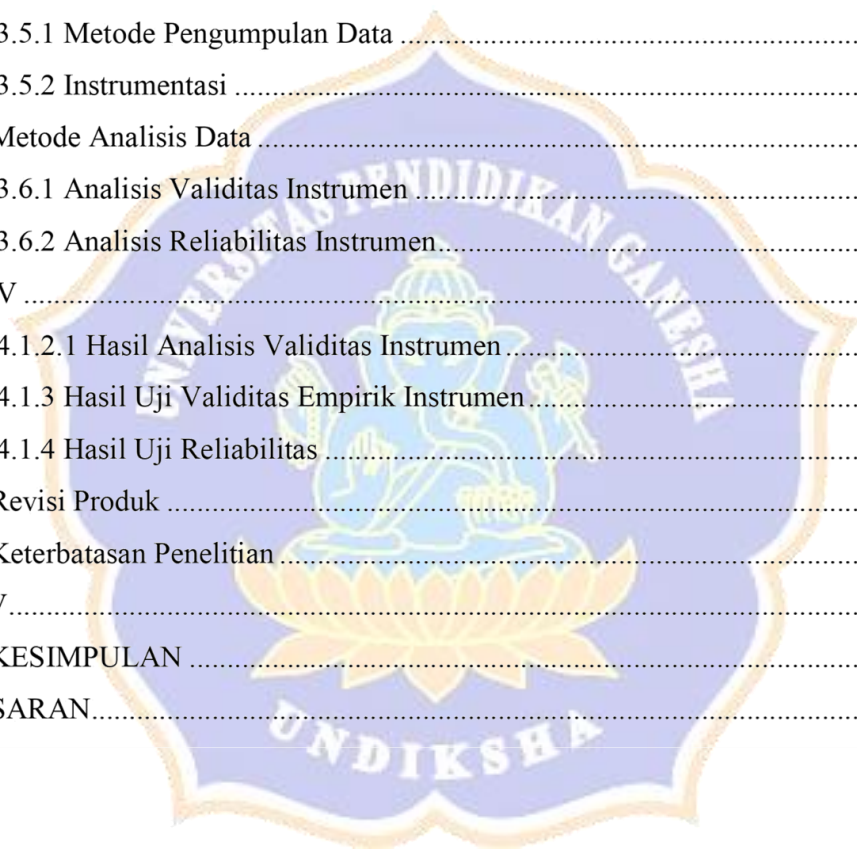 3.5.1 Metode Pengumpulan Data ........................................................
3.5.2 Instrumentasi ........................................................
Metode Analisis Data ........................................................
3.6.1 Analisis Validitas Instrumen ........................................................
3.6.2 Analisis Reliabilitas Instrumen........................................................
V ........................................................
4.1.2.1 Hasil Analisis Validitas Instrumen ........................................................
4.1.3 Hasil Uji Validitas Empirik Instrumen ........................................................
4.1.4 Hasil Uji Reliabilitas ........................................................
Revisi Produk ........................................................
Keterbatasan Penelitian ........................................................
V ........................................................
KESIMPULAN ........................................................
SARAN........................................................
UNIVERSITAS PENDIDIKAN GANESHA
UNDIKSHA